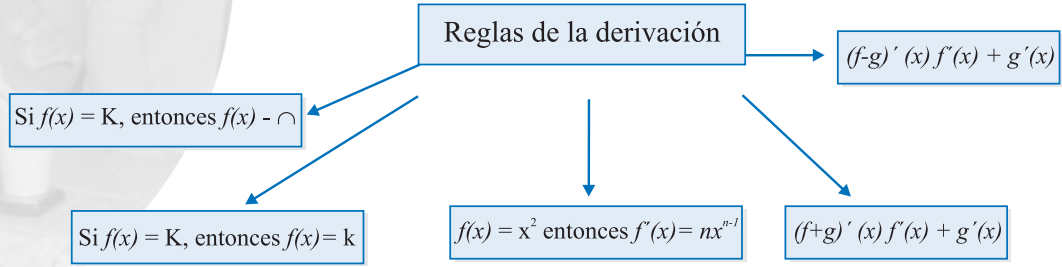 Reglas de la derivación
(f-g)´ (x) f´(x) + g´(x)
Si f(x) = K, entonces f(x) - ∩
Si f(x) = K, entonces f(x) = k
f(x) = x² entonces f´(x) = nxⁿ⁻¹
(f+g)´ (x) f´(x) + g´(x)